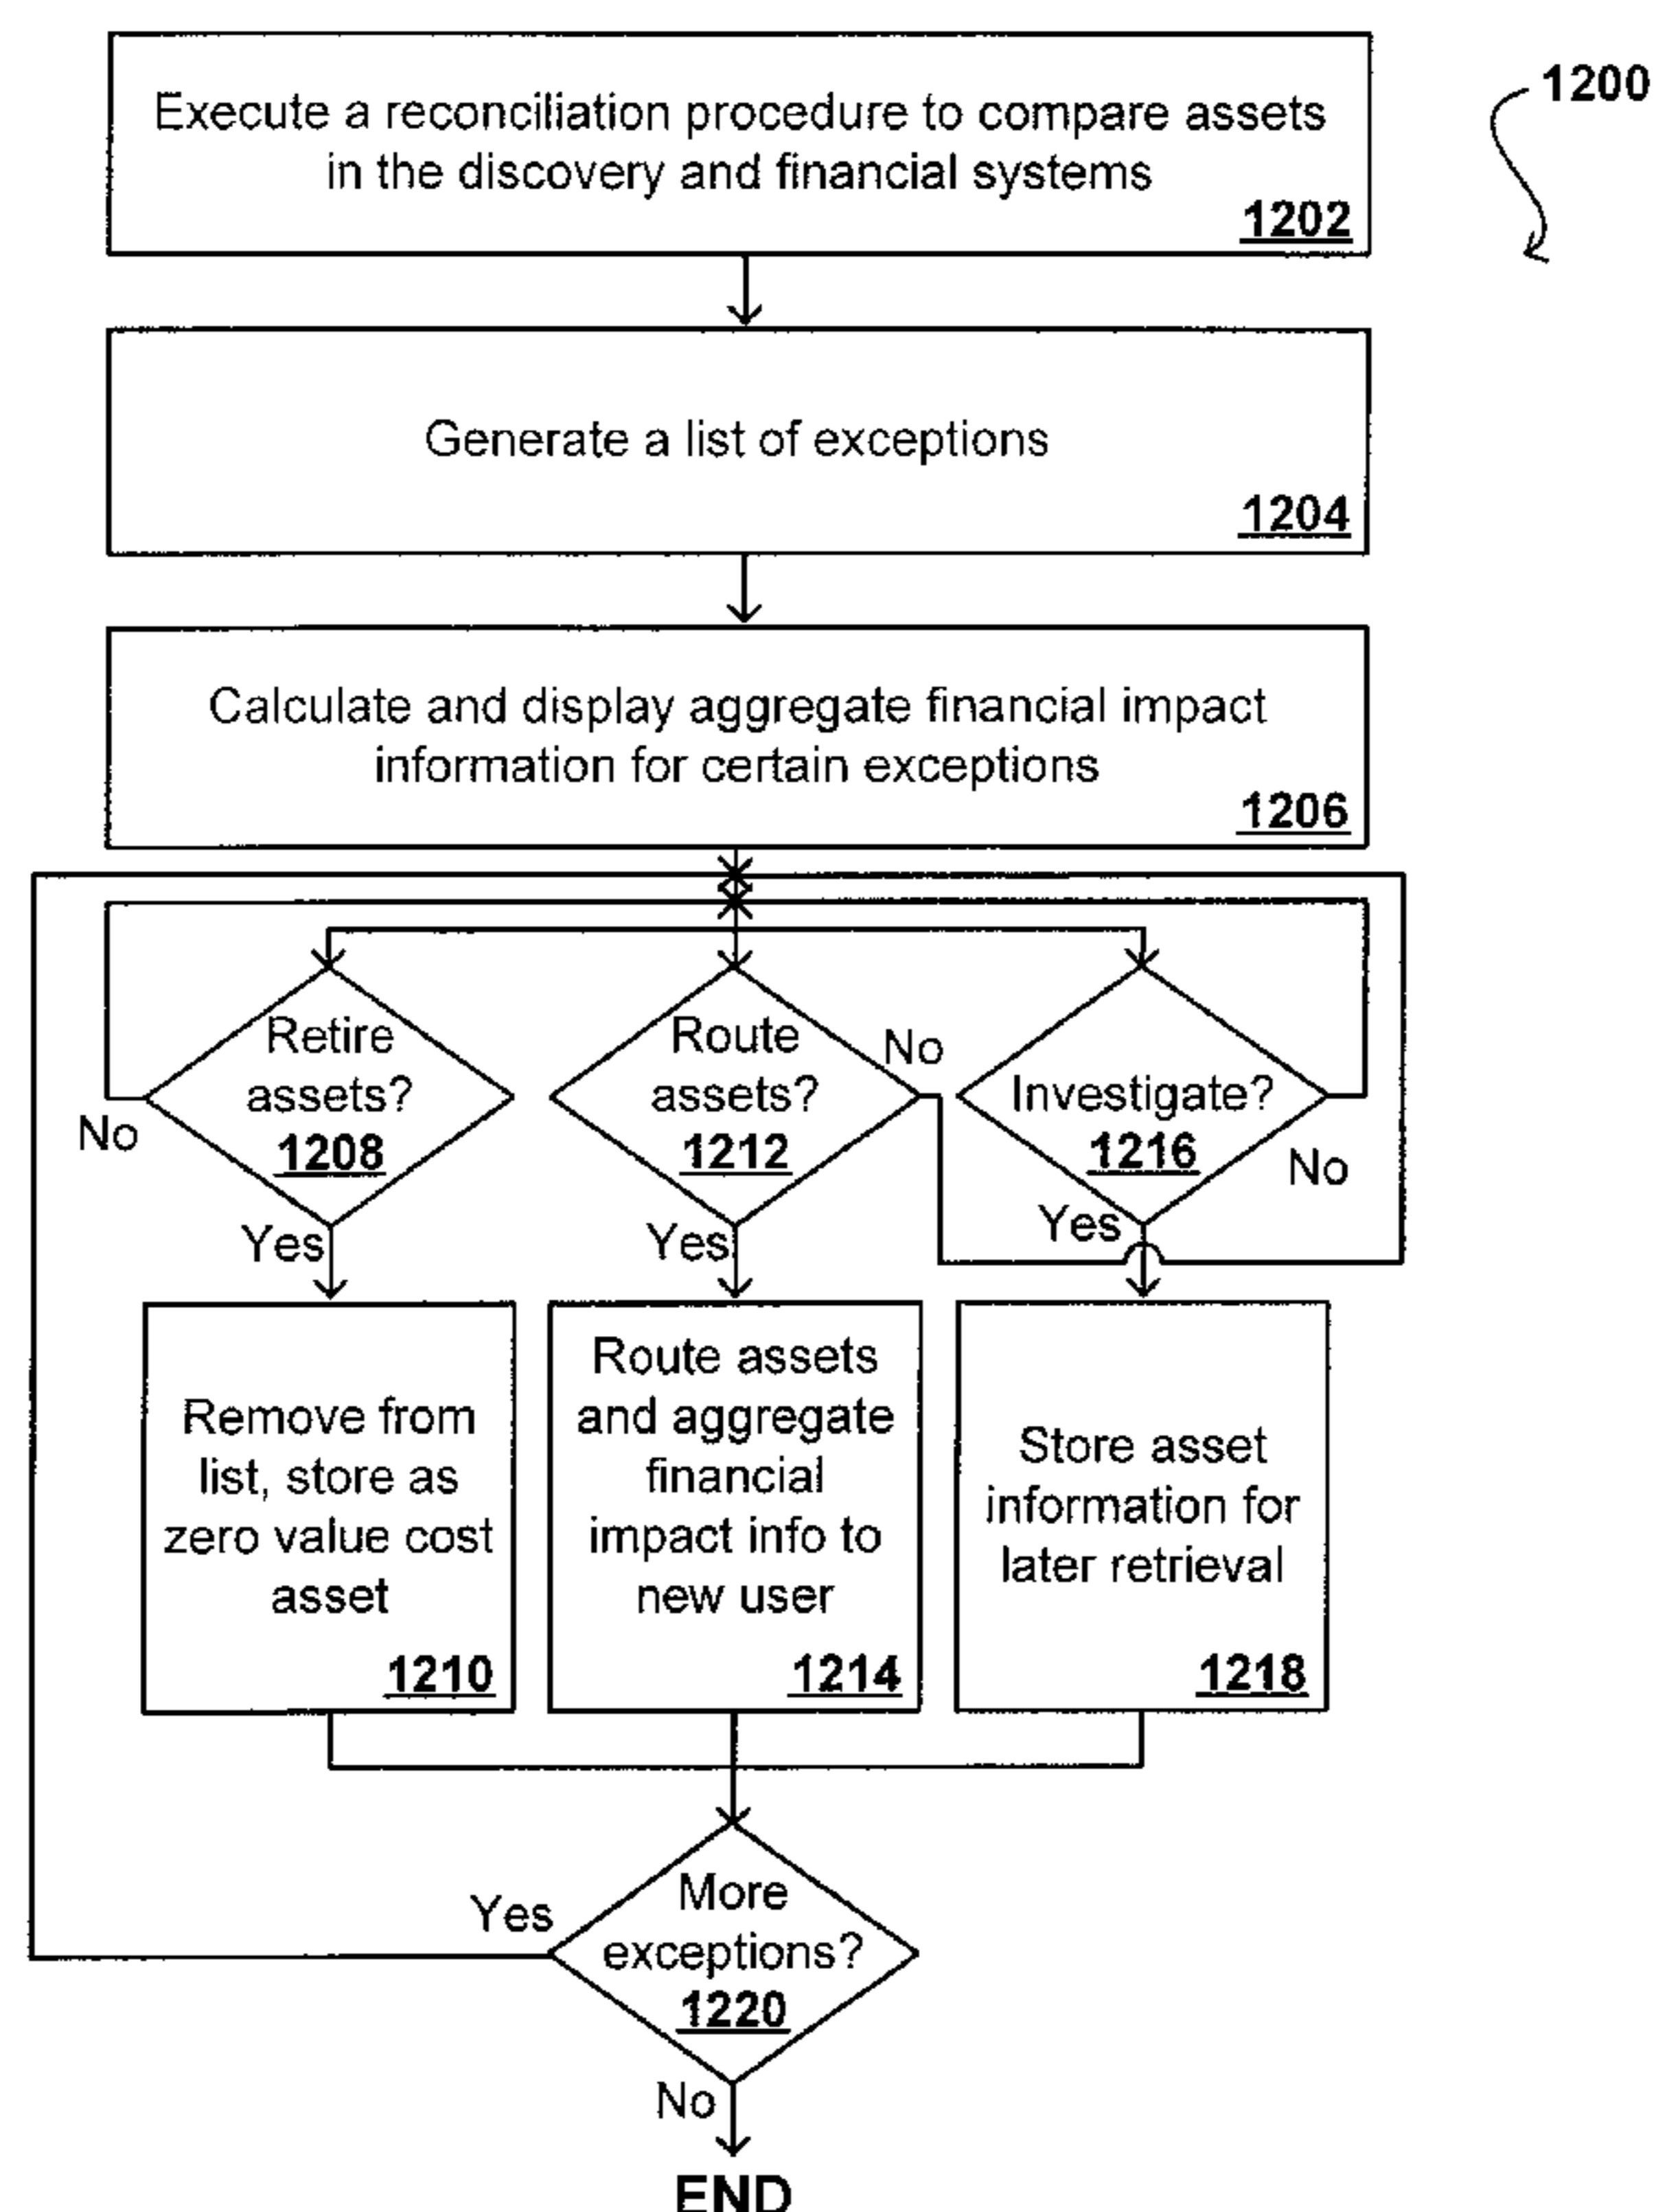 1200
Execute a reconciliation procedure to compare assets
in the discovery and financial systems
1202
Generate a list of exceptions
1204
Calculate and display aggregate financial impact
information for certain exceptions
1206
Retire
assets?
1208
No
Yes
Route
assets?
1212
No
Yes
Investigate?
1216
No
Yes
Remove from
list, store as
zero value cost
asset
1210
Route assets
and aggregate
financial
impact info to
new user
1214
Store asset
information for
later retrieval
1218
More
exceptions?
1220
Yes
No
END